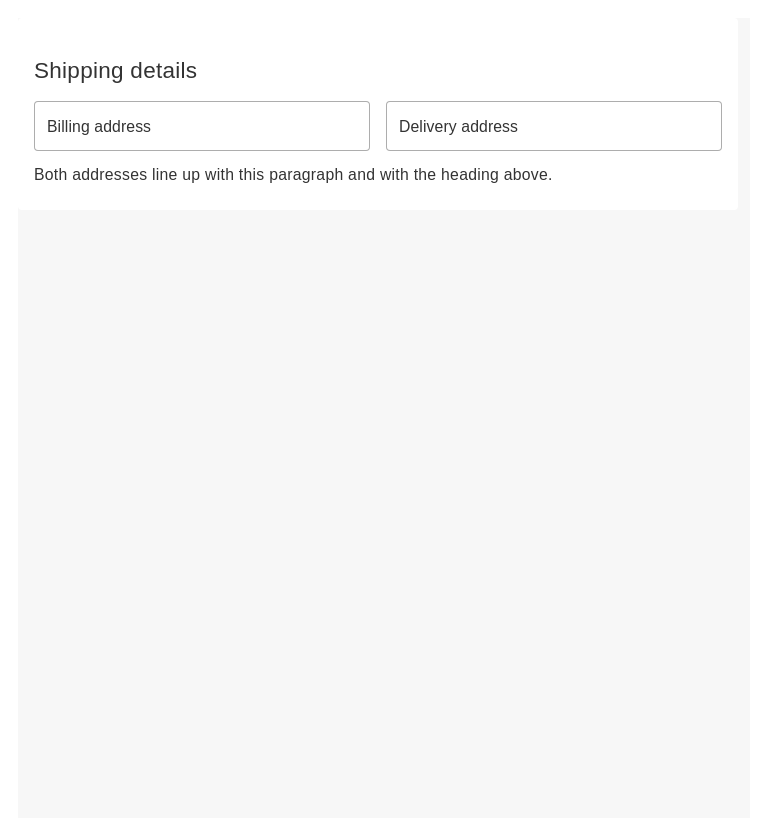 Shipping details
Billing address
Delivery address
Both addresses line up with this paragraph and with the heading above.